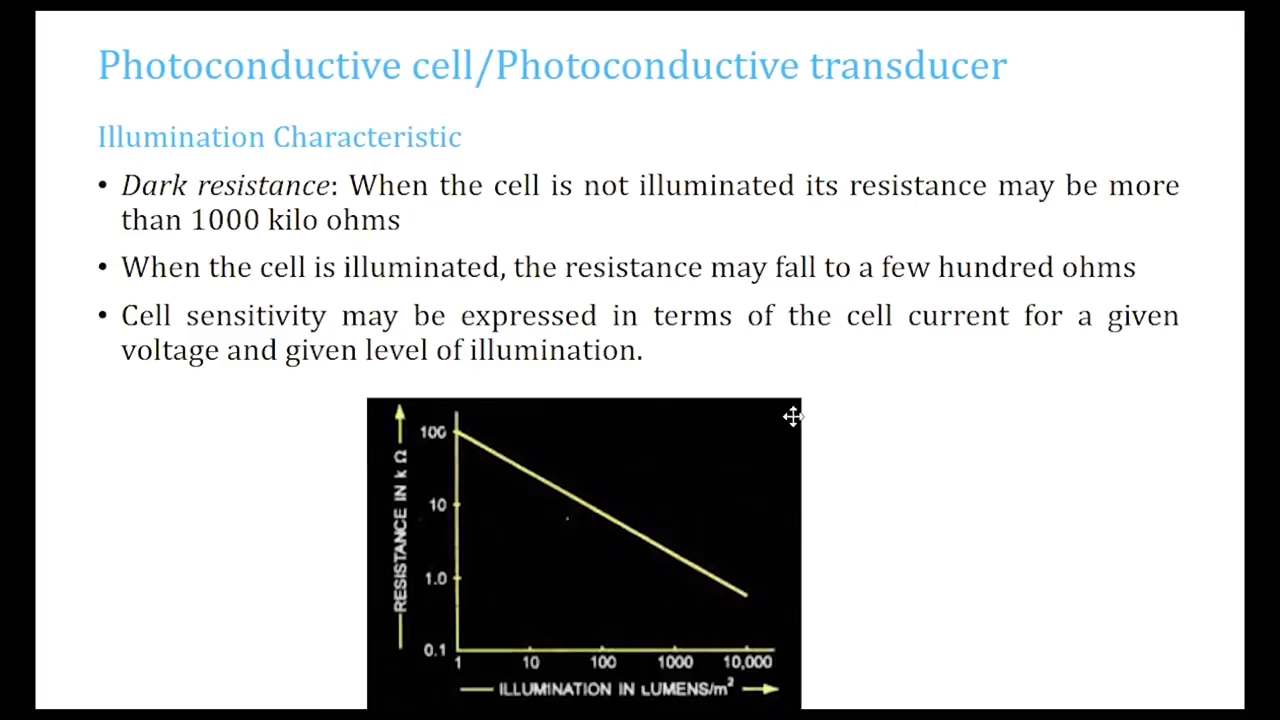 Photoconductive cell/Photoconductive transducer
Illumination Characteristic
• Dark resistance: When the cell is not illuminated its resistance may be more
than 1000 kilo ohms
• When the cell is illuminated, the resistance may fall to a few hundred ohms
• Cell sensitivity may be expressed in terms of the cell current for a given
voltage and given level of illumination.
RESISTANCE IN k Ω
100
10
1.0
0.1
1 10 100 1000 10,000
ILLUMINATION IN LUMENS/m²